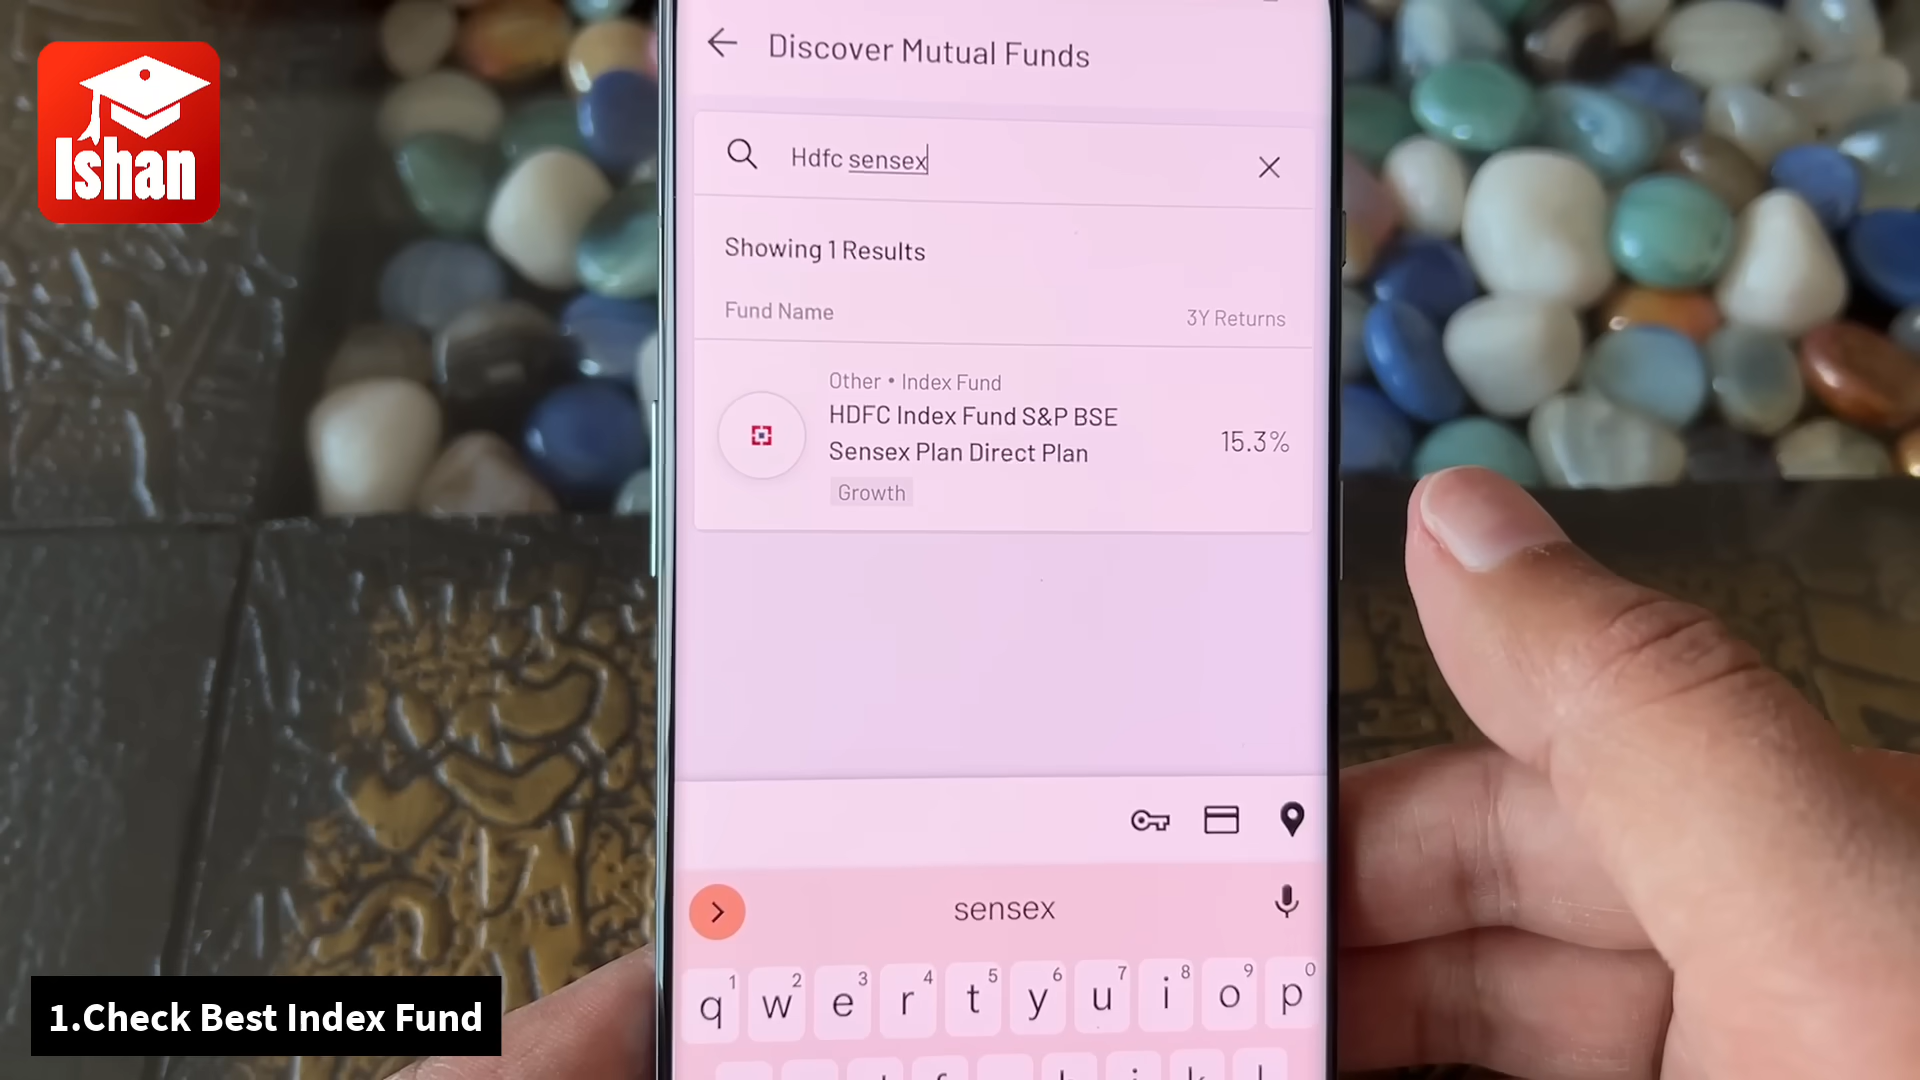 Discover Mutual Funds
Ishan
Hdfc sensex
Showing 1 Results
Fund Name
3Y Returns
Other • Index Fund
HDFC Index Fund S&P BSE
Sensex Plan Direct Plan
15.3%
Growth
sensex
1 2 3 4 5 6 7 8 9 0
q w e r t y u i o p
1.Check Best Index Fund